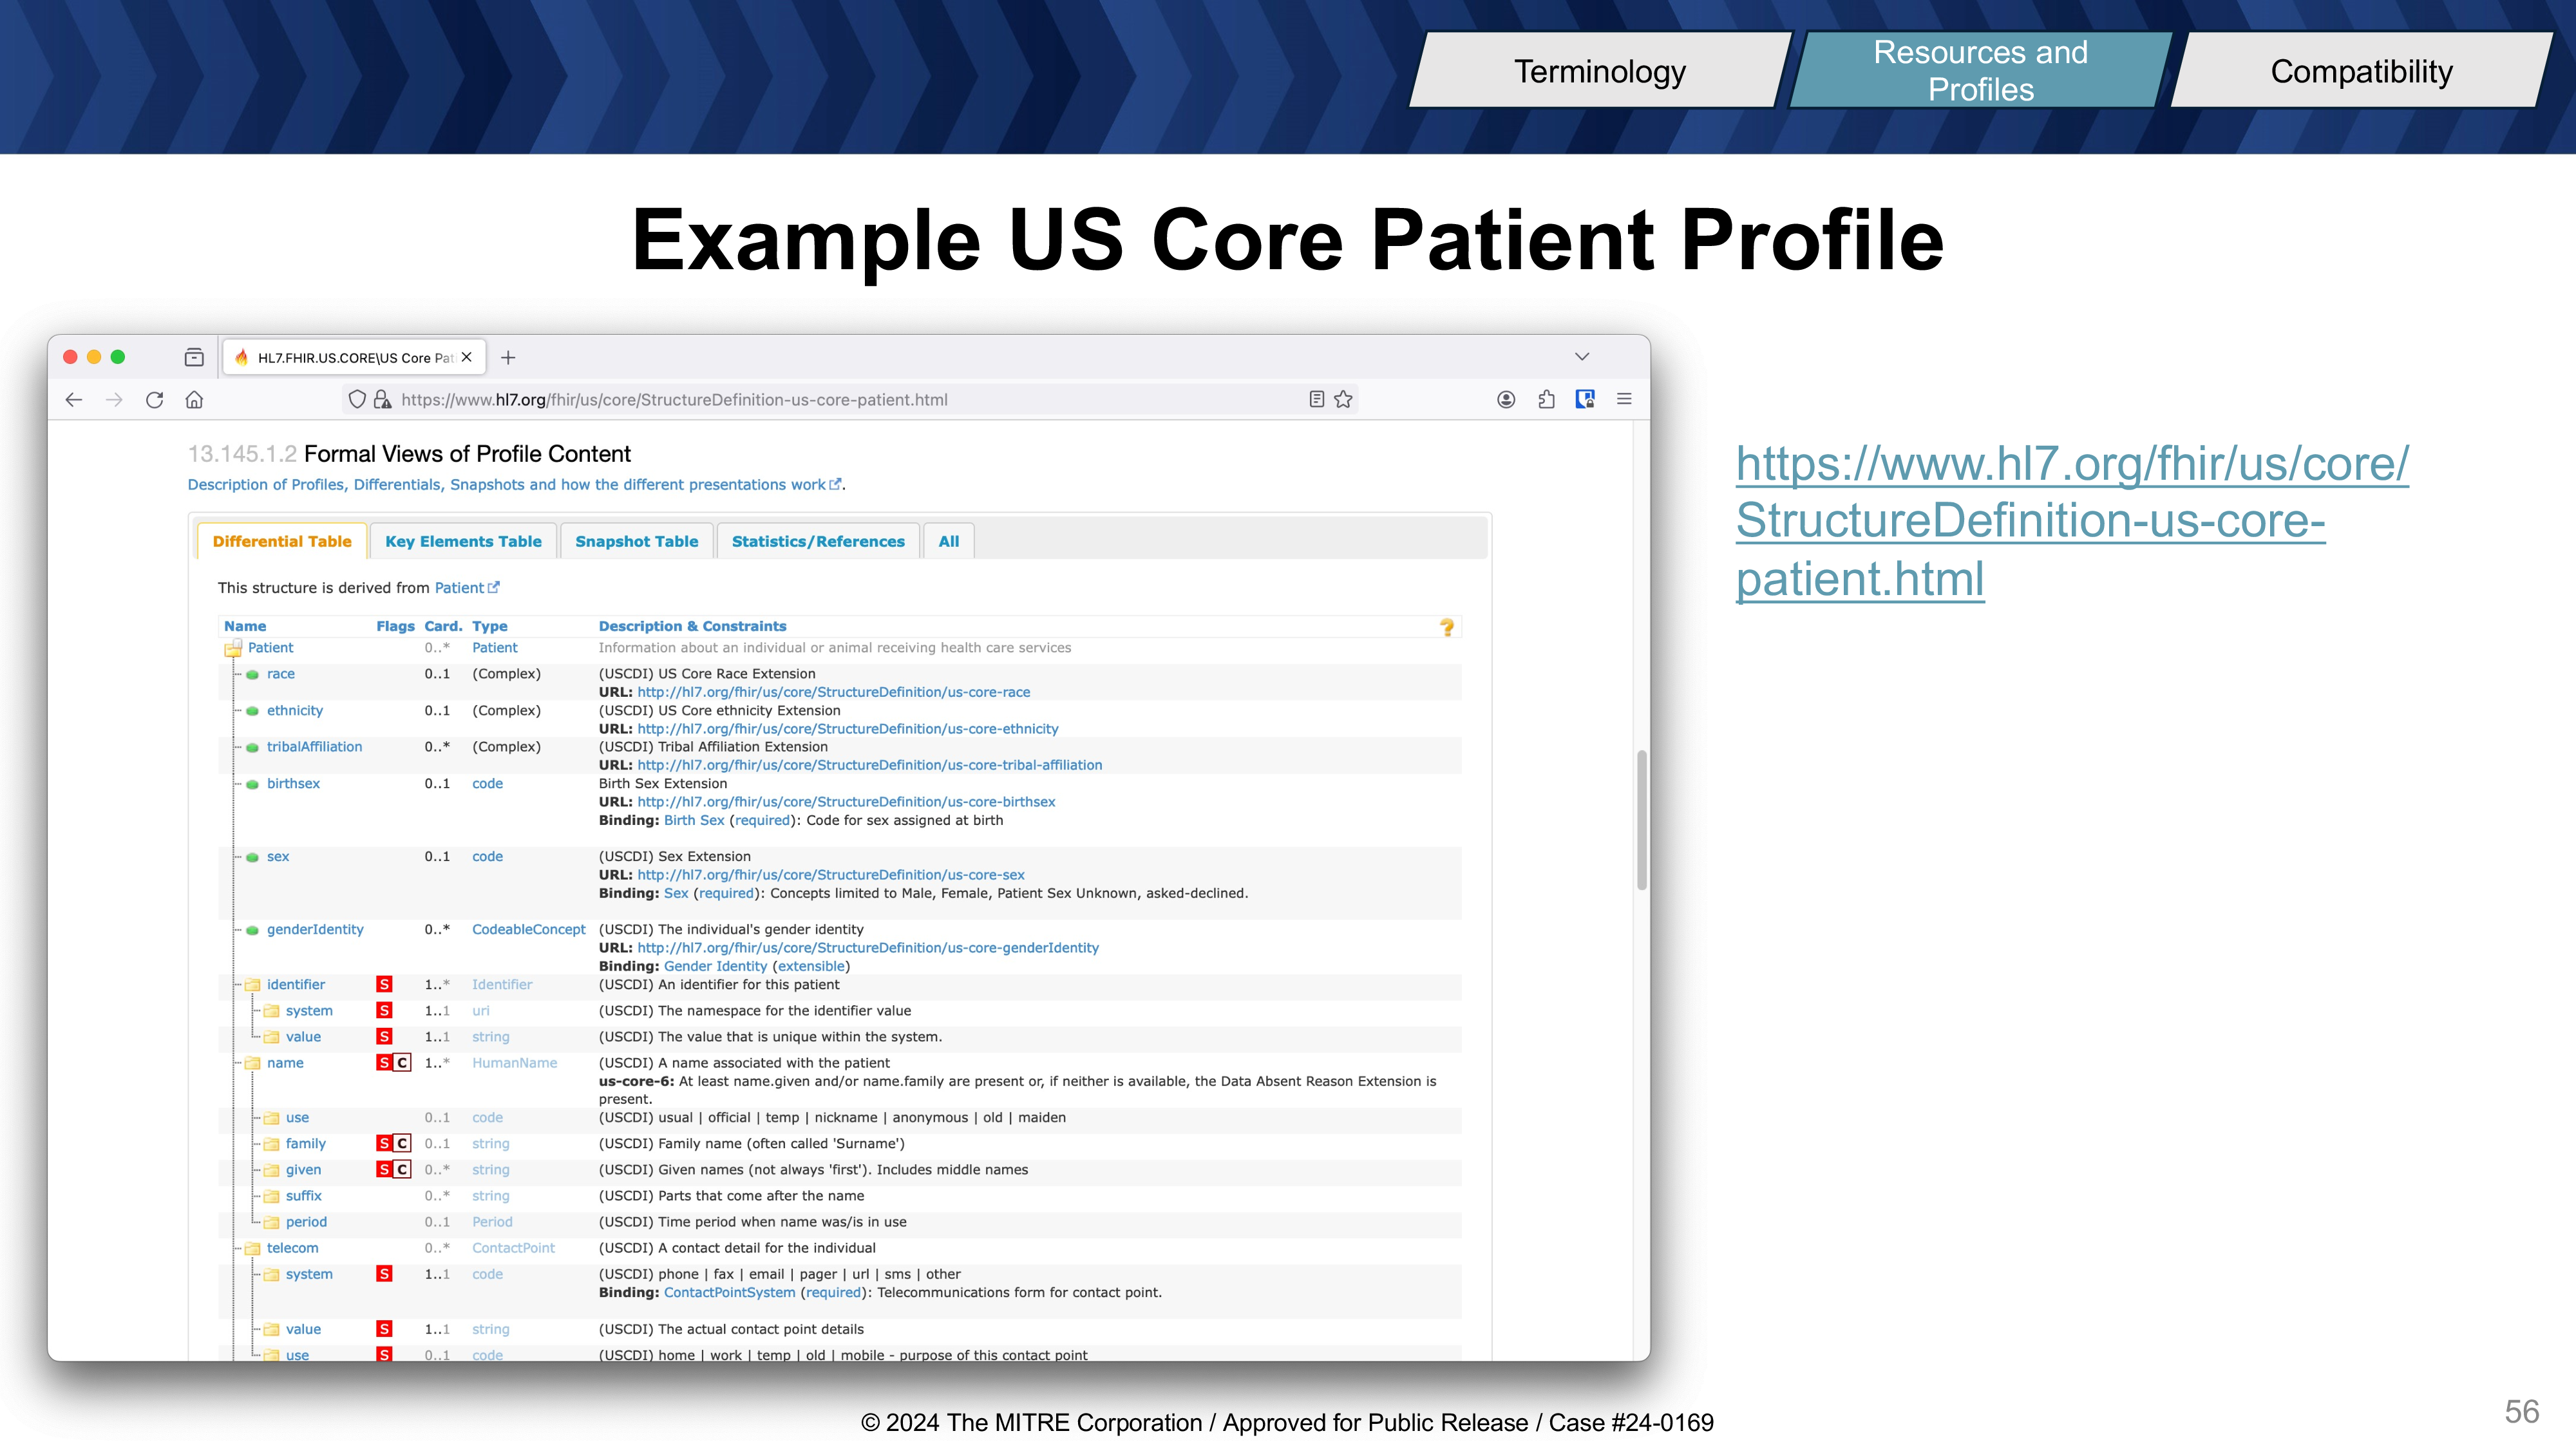 Terminology
Resources and
Profiles
Compatibility
Example US Core Patient Profile
HL7.FHIR.US.CORE\US Core Pat
https://www.hl7.org/fhir/us/core/StructureDefinition-us-core-patient.html
13.145.1.2 Formal Views of Profile Content
Description of Profiles, Differentials, Snapshots and how the different presentations work.
Differential Table Key Elements Table Snapshot Table Statistics/References All
This structure is derived from Patient
Name Flags Card. Type Description & Constraints ?
Patient 0..* Patient Information about an individual or animal receiving health care services
race 0..1 (Complex) (USCDI) US Core Race Extension
URL: http://hl7.org/fhir/us/core/StructureDefinition/us-core-race
ethnicity 0..1 (Complex) (USCDI) US Core ethnicity Extension
URL: http://hl7.org/fhir/us/core/StructureDefinition/us-core-ethnicity
tribalAffiliation 0..* (Complex) (USCDI) Tribal Affiliation Extension
URL: http://hl7.org/fhir/us/core/StructureDefinition/us-core-tribal-affiliation
birthsex 0..1 code Birth Sex Extension
URL: http://hl7.org/fhir/us/core/StructureDefinition/us-core-birthsex
Binding: Birth Sex (required): Code for sex assigned at birth
sex 0..1 code (USCDI) Sex Extension
URL: http://hl7.org/fhir/us/core/StructureDefinition/us-core-sex
Binding: Sex (required): Concepts limited to Male, Female, Patient Sex Unknown, asked-declined.
genderIdentity 0..* CodeableConcept (USCDI) The individual's gender identity
URL: http://hl7.org/fhir/us/core/StructureDefinition/us-core-genderIdentity
Binding: Gender Identity (extensible)
identifier S 1..* Identifier (USCDI) An identifier for this patient
system S 1..1 uri (USCDI) The namespace for the identifier value
value S 1..1 string (USCDI) The value that is unique within the system.
name S C 1..* HumanName (USCDI) A name associated with the patient
us-core-6: At least name.given and/or name.family are present or, if neither is available, the Data Absent Reason Extension is
present.
use 0..1 code (USCDI) usual | official | temp | nickname | anonymous | old | maiden
family S C 0..1 string (USCDI) Family name (often called 'Surname')
given S C 0..* string (USCDI) Given names (not always 'first'). Includes middle names
suffix 0..* string (USCDI) Parts that come after the name
period 0..1 Period (USCDI) Time period when name was/is in use
telecom 0..* ContactPoint (USCDI) A contact detail for the individual
system S 1..1 code (USCDI) phone | fax | email | pager | url | sms | other
Binding: ContactPointSystem (required): Telecommunications form for contact point.
value S 1..1 string (USCDI) The actual contact point details
use S 0..1 code (USCDI) home | work | temp | old | mobile - purpose of this contact point
https://www.hl7.org/fhir/us/core/
StructureDefinition-us-core-
patient.html
© 2024 The MITRE Corporation / Approved for Public Release / Case #24-0169
56